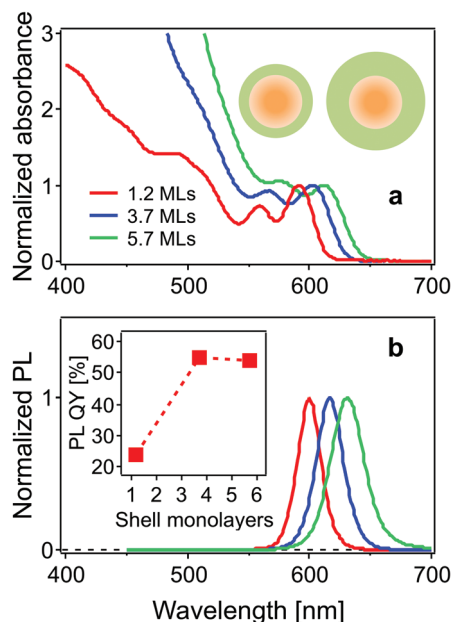 Normalized absorbance
3
2
1
0
1.2 MLs
3.7 MLs
5.7 MLs
a
400 500 600 700
Normalized PL
1
0
b
PL QY [%]
60
50
40
30
20
1 2 3 4 5 6
Shell monolayers
400 500 600 700
Wavelength [nm]